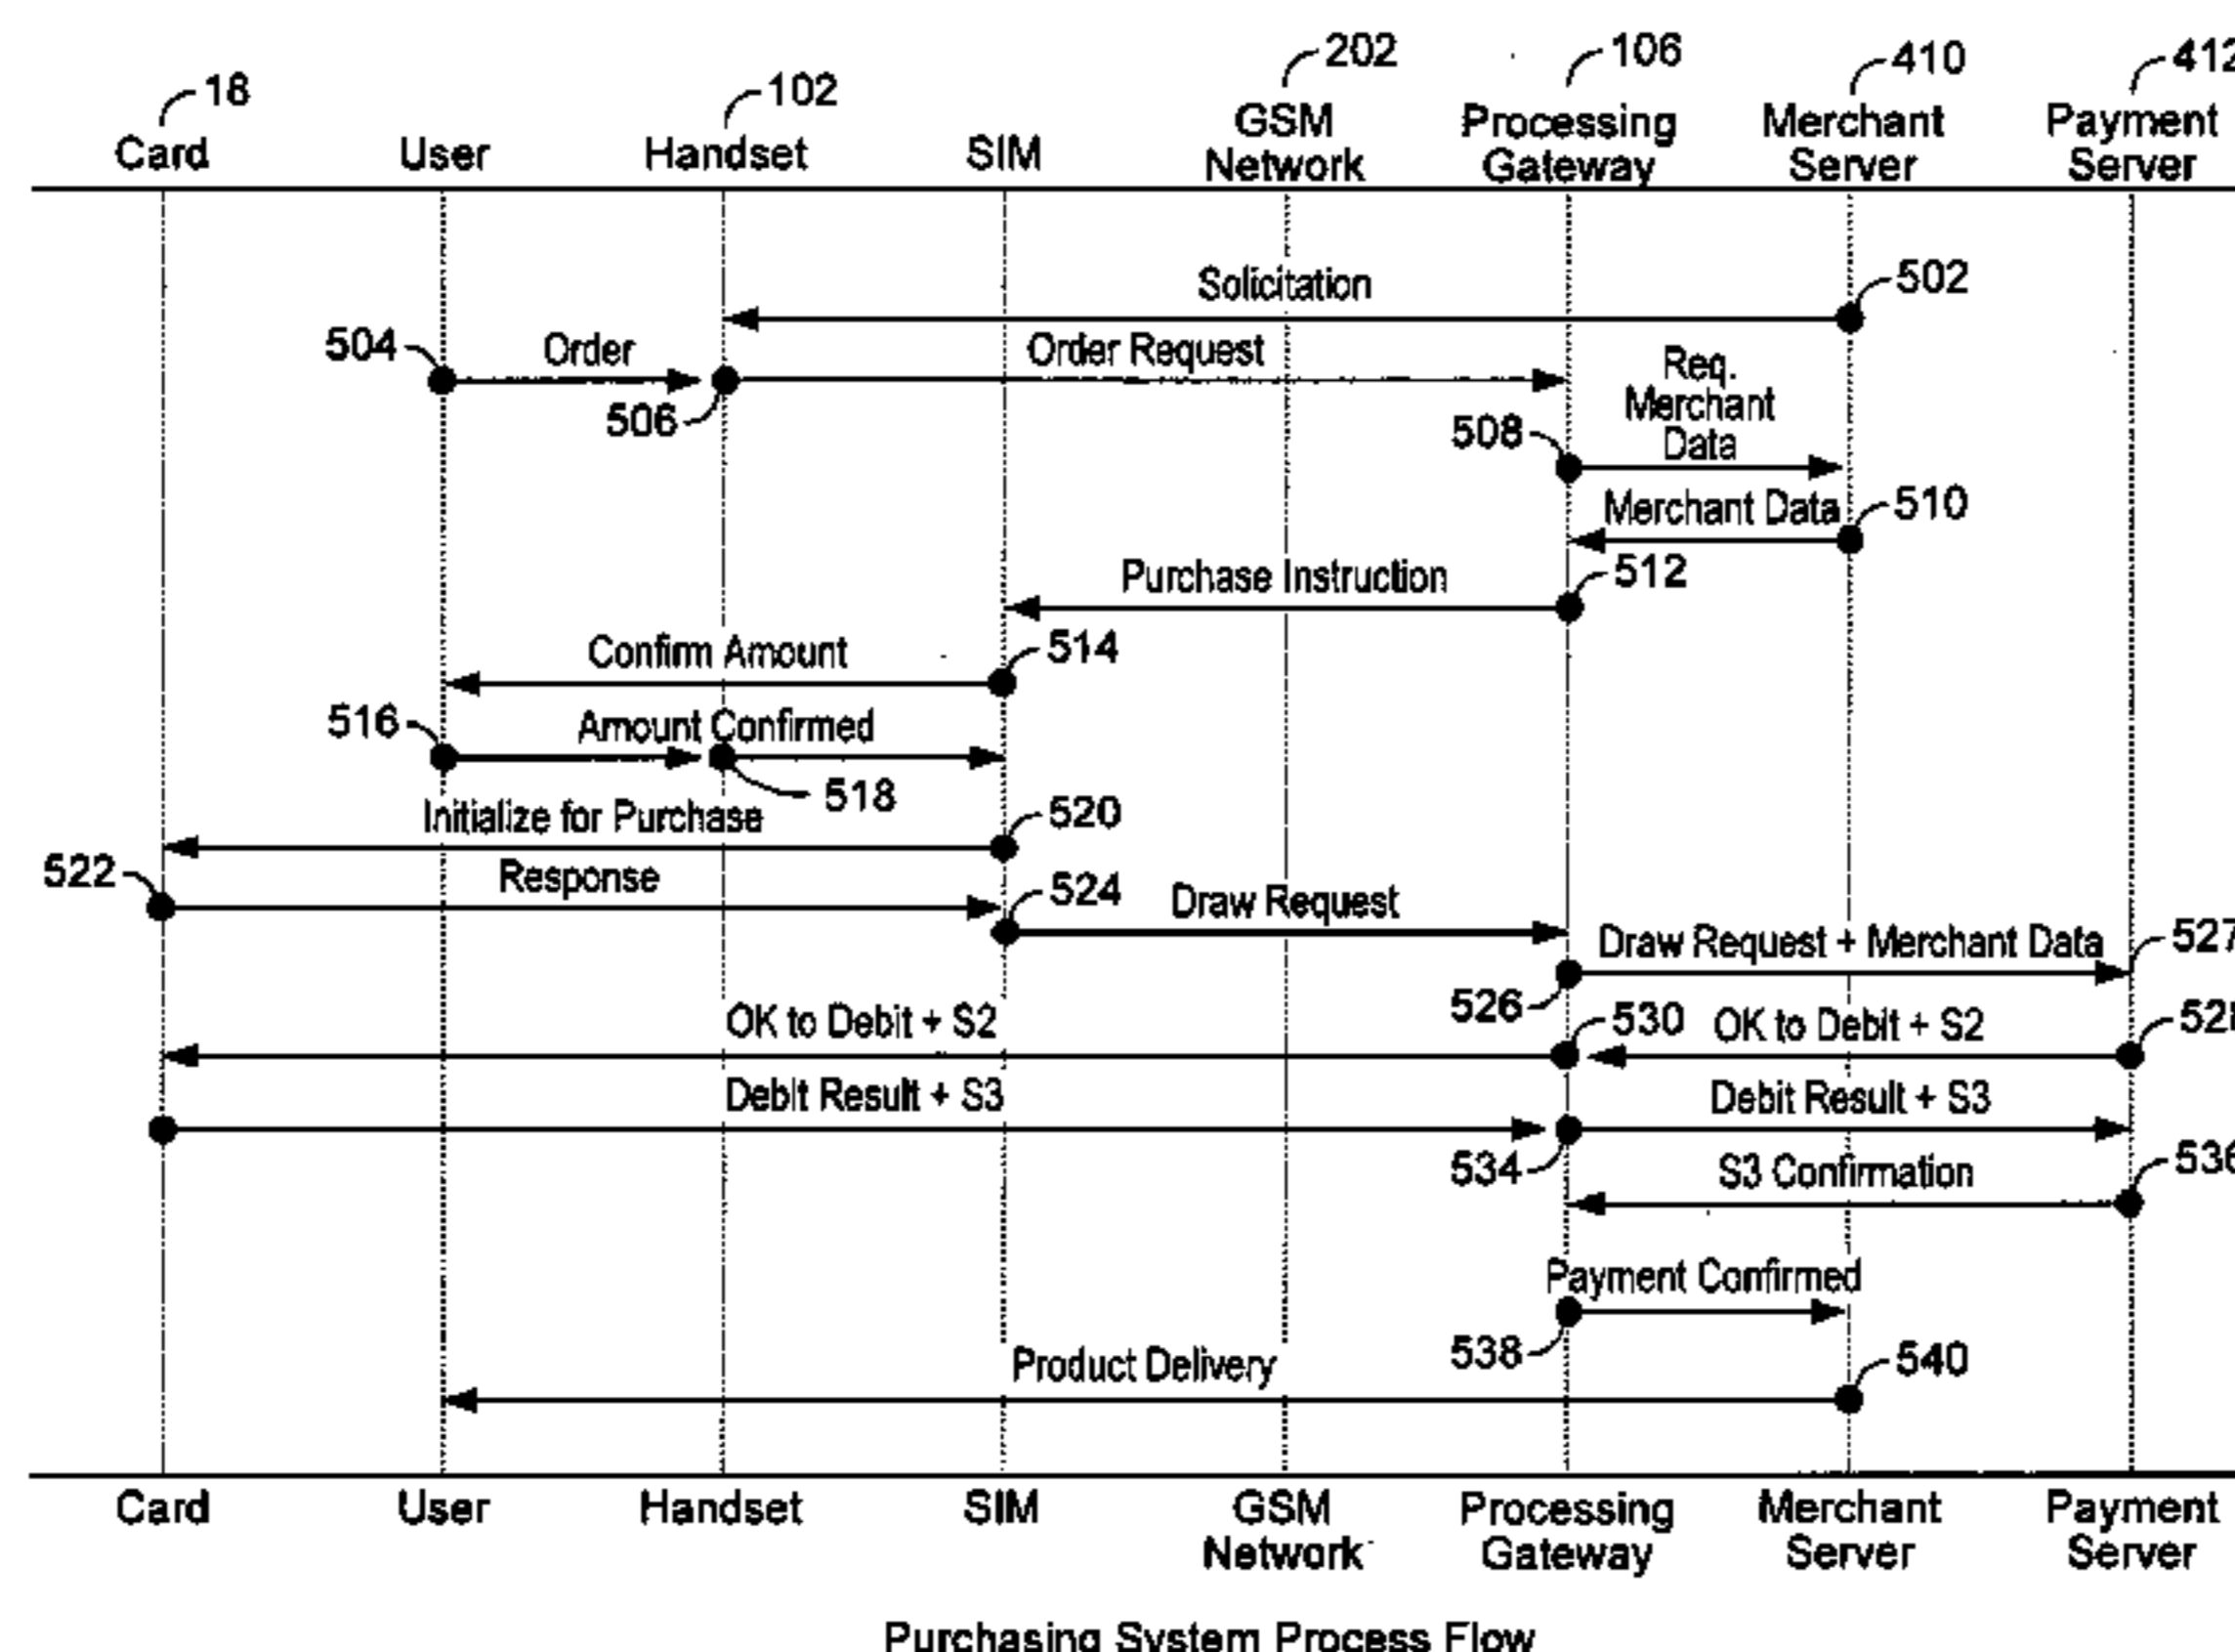 18
102
202
106
410
412
Card
User
Handset
SIM
GSM
Network
Processing
Gateway
Merchant
Server
Payment
Server
Solicitation
502
504
Order
506
Order Request
Req.
Merchant
Data
508
Merchant Data
510
Purchase Instruction
512
Confirm Amount
514
516
Amount Confirmed
518
Initialize for Purchase
520
522
Response
524
Draw Request
Draw Request + Merchant Data
527
526
OK to Debit + S2
530
OK to Debit + S2
Debit Result + S3
Debit Result + S3
534
S3 Confirmation
536
Payment Confirmed
538
Product Delivery
540
Card
User
Handset
SIM
GSM
Network
Processing
Gateway
Merchant
Server
Payment
Server
Purchasing System Process Flow